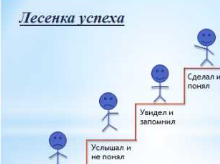 Лесенка успеха
Сделал и
понял
Увидел и
запомнил
Услышал и
не понял